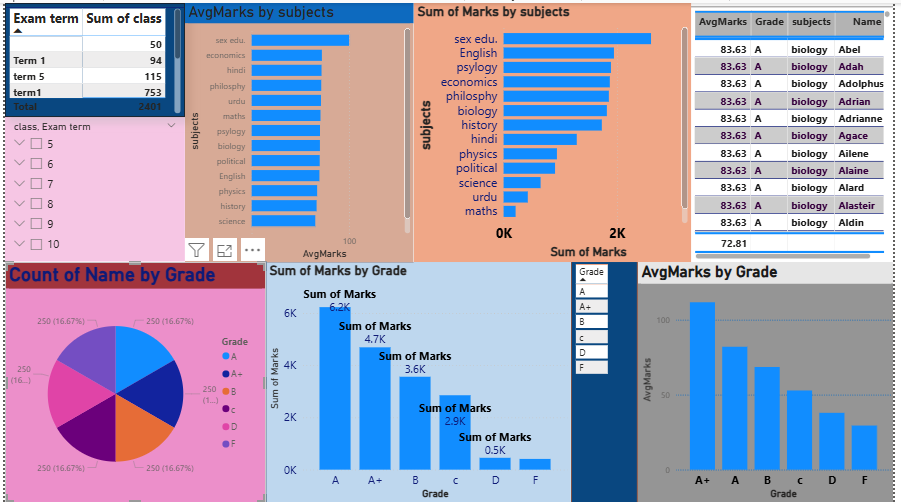 Exam term Sum of class
50
Term 1 94
term 5 115
term1 753
Total 2401
class, Exam term
5
6
7
8
9
10
AvgMarks by subjects
subjects
sex edu.
economics
hindi
philosphy
urdu
maths
psylogy
biology
political
English
physics
history
science
100
AvgMarks
Sum of Marks by subjects
subjects
sex edu.
English
psylogy
economics
philosphy
biology
history
hindi
physics
political
science
urdu
maths
0K 2K
Sum of Marks
AvgMarks Grade subjects Name
83.63 A biology Abel
83.63 A biology Adah
83.63 A biology Adolphus
83.63 A biology Adrian
83.63 A biology Adrianne
83.63 A biology Agace
83.63 A biology Ailene
83.63 A biology Alaine
83.63 A biology Alard
83.63 A biology Alasteir
83.63 A biology Aldin
72.81
Count of Name by Grade
250 (16.67%)
250 (16.67%)
250
(16...)
250
(1...)
250 (16.67%)
250 (16.67%)
Grade
A
A+
B
c
D
F
Sum of Marks by Grade
Sum of Marks
6K
4K
2K
0K
Sum of Marks
6.2K
Sum of Marks
4.7K
Sum of Marks
3.6K
Sum of Marks
2.9K
Sum of Marks
0.5K
A A+ B c D F
Grade
Grade
A
A+
B
c
D
F
AvgMarks by Grade
AvgMarks
100
50
0
A+ A B c D F
Grade